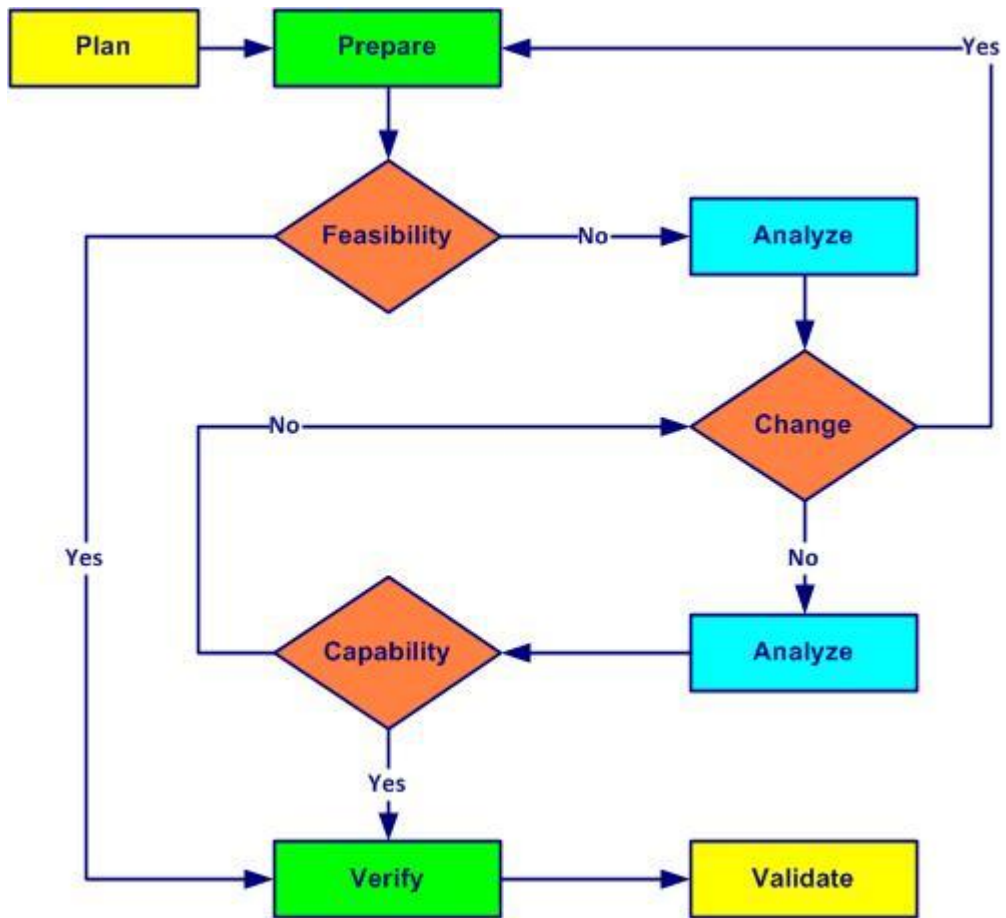 Plan
Prepare
Yes
Feasibility
No
Analyze
No
Change
Yes
No
Capability
Analyze
Yes
Verify
Validate